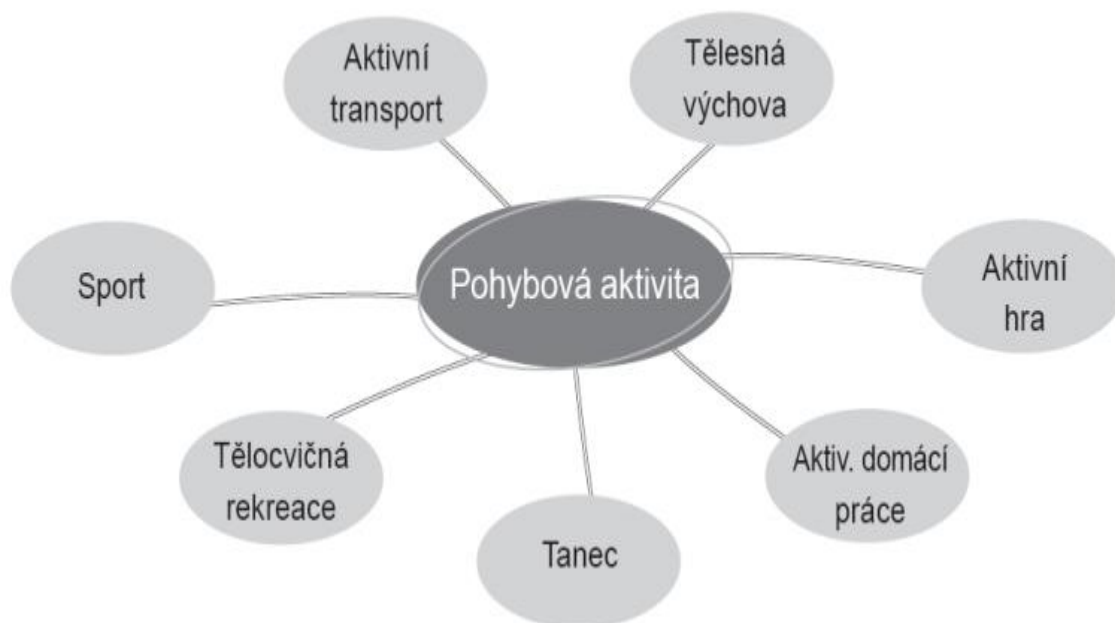 Aktivní
transport
Tělesná
výchova
Sport
Pohybová aktivita
Aktivní
hra
Tělocvičná
rekreace
Aktiv. domácí
práce
Tanec